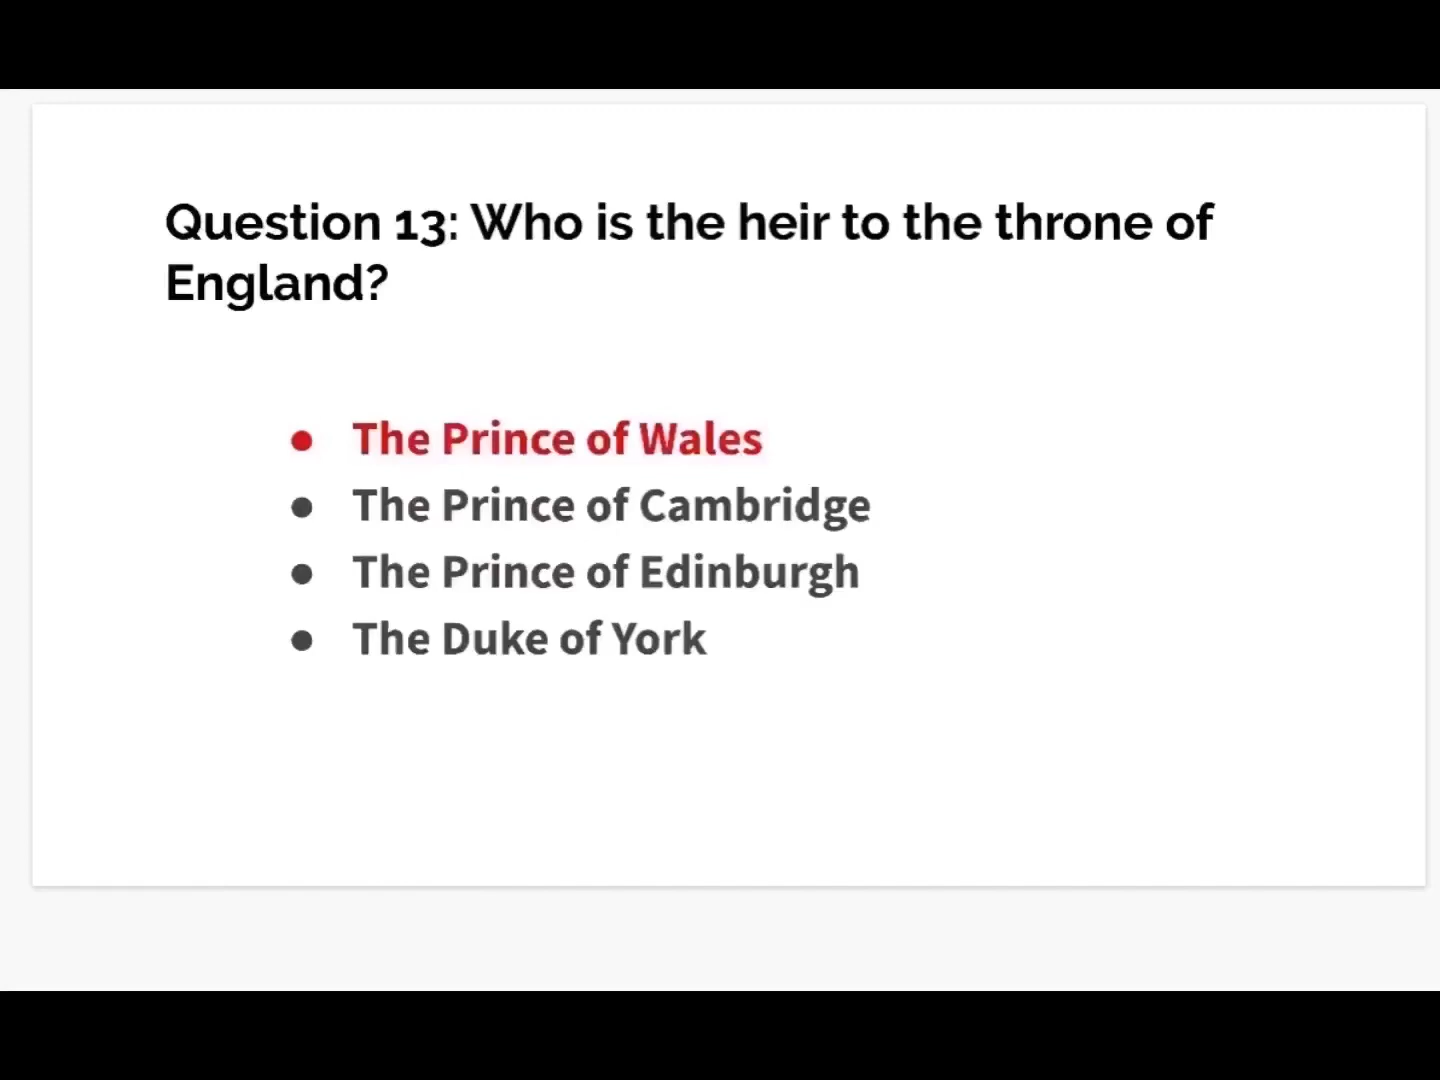 Question 13: Who is the heir to the throne of
England?
● The Prince of Wales
● The Prince of Cambridge
● The Prince of Edinburgh
● The Duke of York